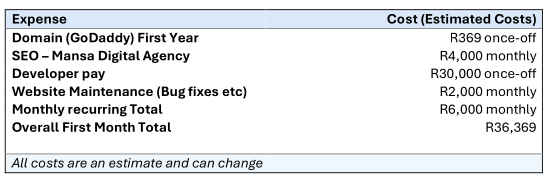 Expense Cost (Estimated Costs)
Domain (GoDaddy) First Year R369 once-off
SEO – Mansa Digital Agency R4,000 monthly
Developer pay R30,000 once-off
Website Maintenance (Bug fixes etc) R2,000 monthly
Monthly recurring Total R6,000 monthly
Overall First Month Total R36,369
All costs are an estimate and can change